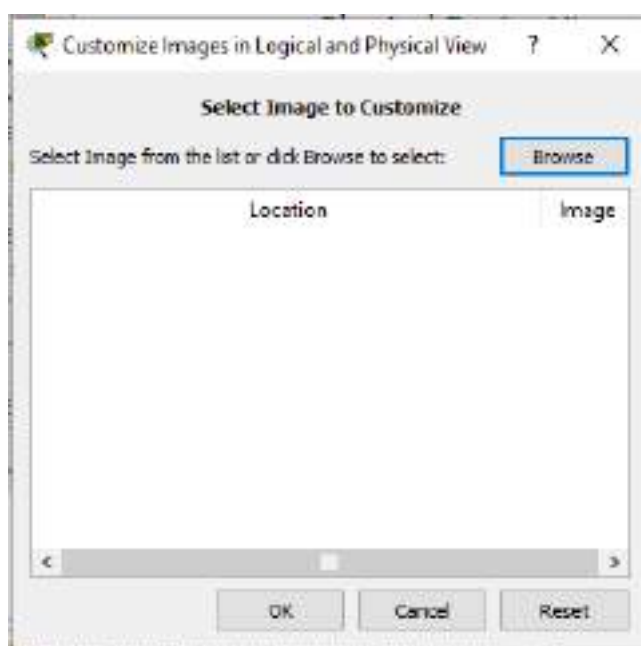 Customize Images in Logical and Physical View ? X
Select Image to Customize
Select Image from the list or click Browse to select: Browse
Location Image
OK Cancel Reset